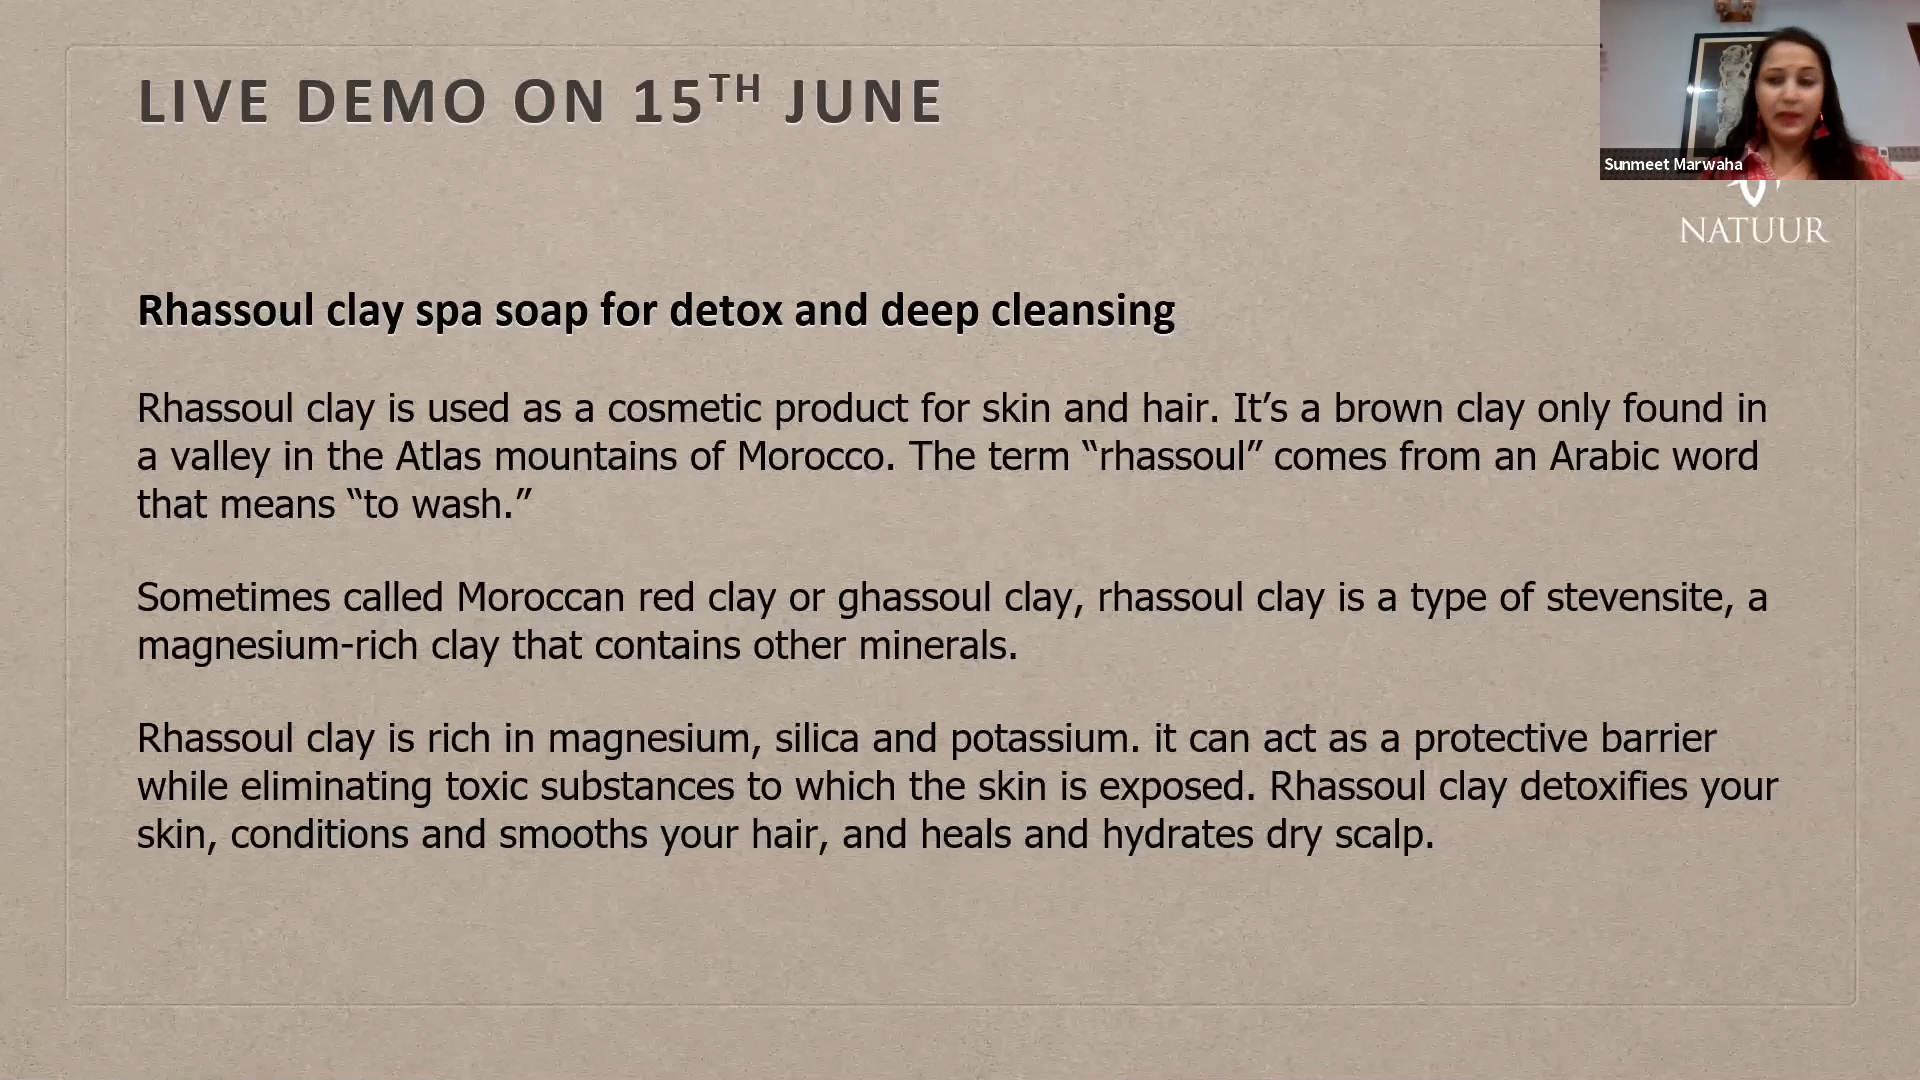 LIVE DEMO ON 15TH JUNE
Sunmeet Marwaha
NATUUR
Rhassoul clay spa soap for detox and deep cleansing
Rhassoul clay is used as a cosmetic product for skin and hair. It’s a brown clay only found in
a valley in the Atlas mountains of Morocco. The term “rhassoul” comes from an Arabic word
that means “to wash.”
Sometimes called Moroccan red clay or ghassoul clay, rhassoul clay is a type of stevensite, a
magnesium-rich clay that contains other minerals.
Rhassoul clay is rich in magnesium, silica and potassium. it can act as a protective barrier
while eliminating toxic substances to which the skin is exposed. Rhassoul clay detoxifies your
skin, conditions and smooths your hair, and heals and hydrates dry scalp.